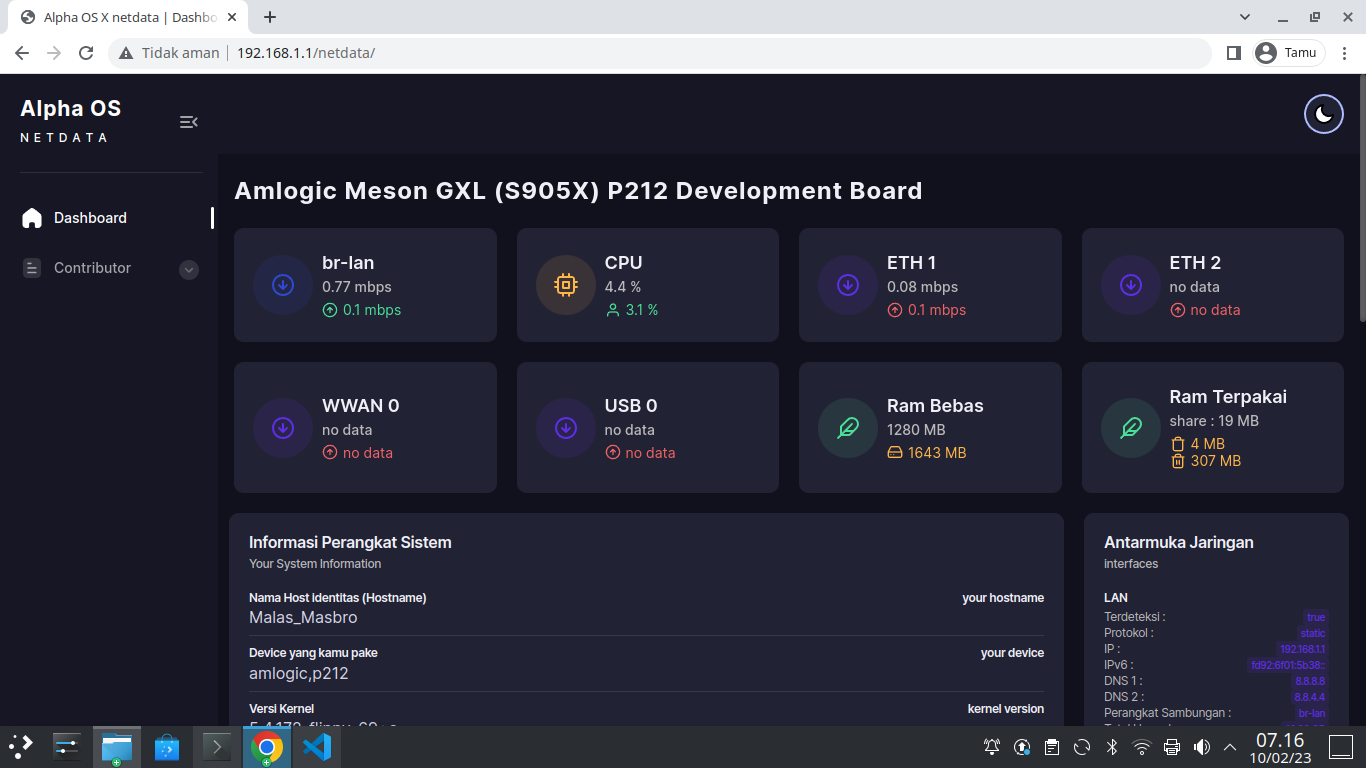 Alpha OS X netdata | Dashbo
Tidak aman
192.168.1.1/netdata/
Tamu
Alpha OS
NETDATA
Dashboard
Contributor
Amlogic Meson GXL (S905X) P212 Development Board
br-lan
0.77 mbps
0.1 mbps
CPU
4.4 %
3.1 %
ETH 1
0.08 mbps
0.1 mbps
ETH 2
no data
no data
WWAN 0
no data
no data
USB 0
no data
no data
Ram Bebas
1280 MB
1643 MB
Ram Terpakai
share : 19 MB
4 MB
307 MB
Informasi Perangkat Sistem
Your System Information
Nama Host identitas (Hostname) your hostname
Malas_Masbro
Device yang kamu pake your device
amlogic,p212
Versi Kernel kernel version
Antarmuka Jaringan
interfaces
LAN
Terdeteksi : true
Protokol : static
IP : 192.168.1.1
IPv6 : fd92:6f01:5b38::
DNS 1 : 8.8.8.8
DNS 2 : 8.8.4.4
Perangkat Sambungan : br-lan
07.16
10/02/23